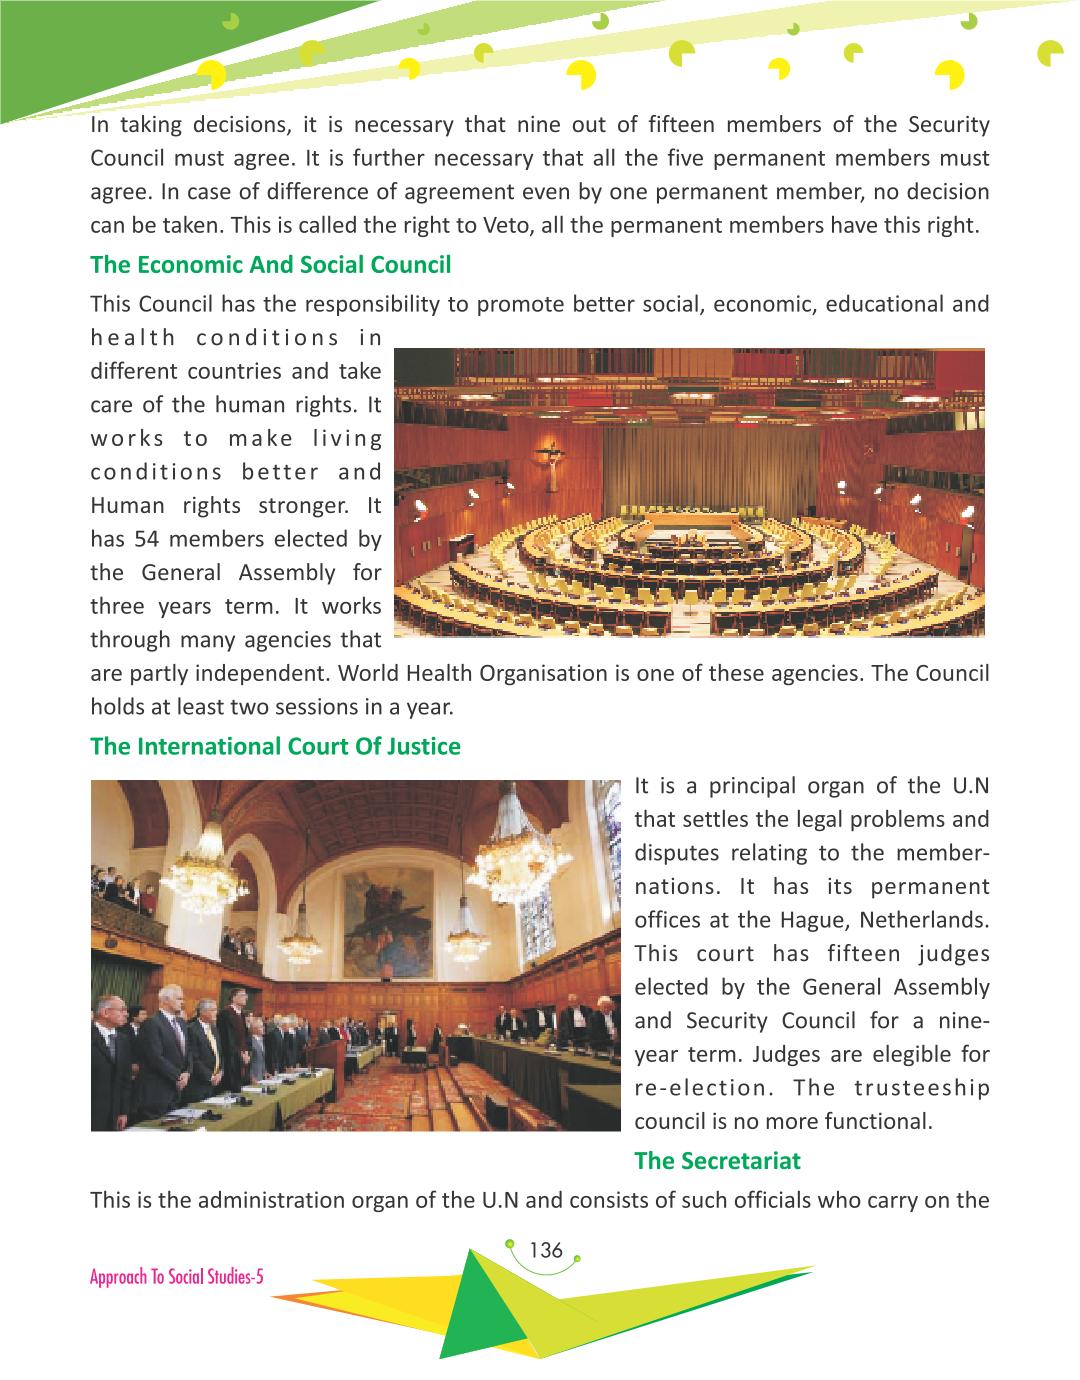 In taking decisions, it is necessary that nine out of fifteen members of the Security
Council must agree. It is further necessary that all the five permanent members must
agree. In case of difference of agreement even by one permanent member, no decision
can be taken. This is called the right to Veto, all the permanent members have this right.
The Economic And Social Council
This Council has the responsibility to promote better social, economic, educational and
health conditions in
different countries and take
care of the human rights. It
works to make living
conditions better and
Human rights stronger. It
has 54 members elected by
the General Assembly for
three years term. It works
through many agencies that
are partly independent. World Health Organisation is one of these agencies. The Council
holds at least two sessions in a year.
The International Court Of Justice
It is a principal organ of the U.N
that settles the legal problems and
disputes relating to the member-
nations. It has its permanent
offices at the Hague, Netherlands.
This court has fifteen judges
elected by the General Assembly
and Security Council for a nine-
year term. Judges are elegible for
re-election. The trusteeship
council is no more functional.
The Secretariat
This is the administration organ of the U.N and consists of such officials who carry on the
136
Approach To Social Studies-5